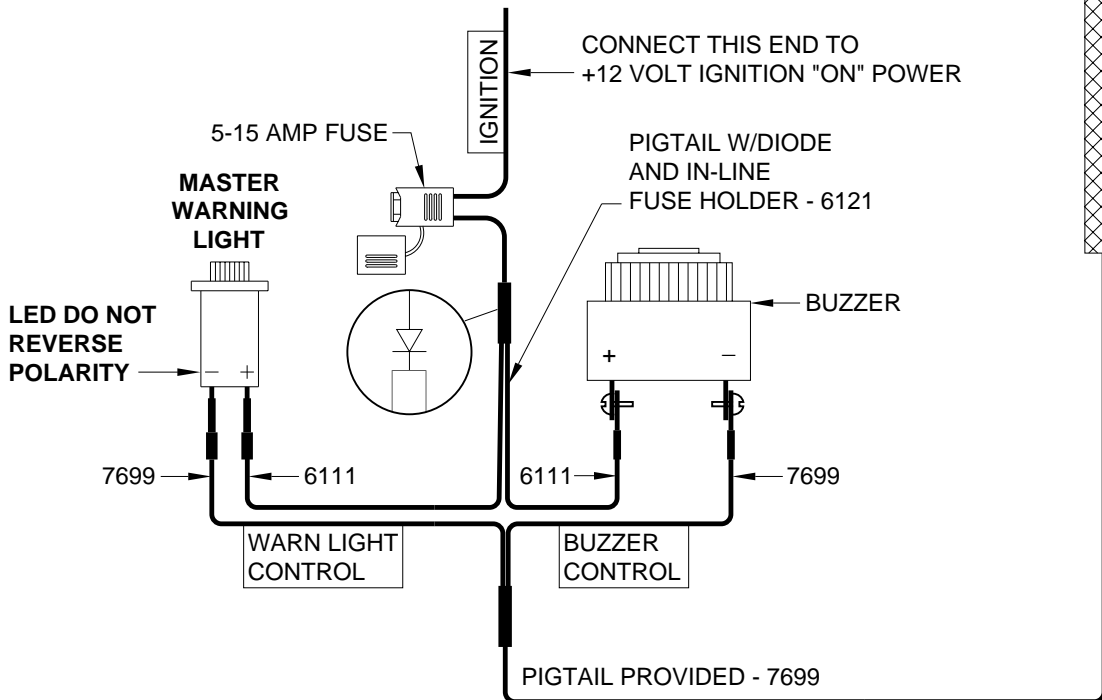 IGNITION
CONNECT THIS END TO
+12 VOLT IGNITION "ON" POWER
5-15 AMP FUSE
PIGTAIL W/DIODE
AND IN-LINE
FUSE HOLDER - 6121
MASTER
WARNING
LIGHT
LED DO NOT
REVERSE
POLARITY
- +
BUZZER
+ -
7699
6111
6111
7699
WARN LIGHT
CONTROL
BUZZER
CONTROL
PIGTAIL PROVIDED - 7699